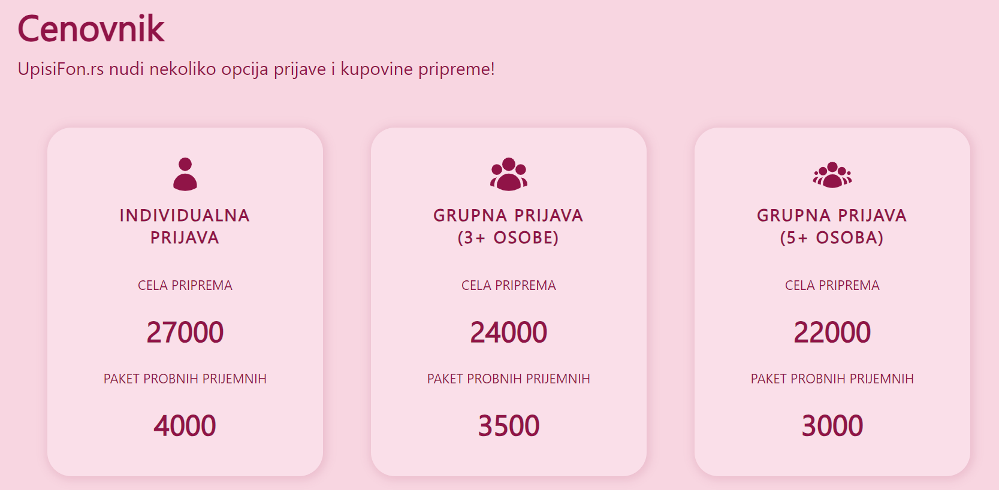 Cenovnik
UpisiFon.rs nudi nekoliko opcija prijave i kupovine pripreme!
INDIVIDUALNA
PRIJAVA
CELA PRIPREMA
27000
PAKET PROBNIH PRIJEMNIH
4000
GRUPNA PRIJAVA
(3+ OSOBE)
CELA PRIPREMA
24000
PAKET PROBNIH PRIJEMNIH
3500
GRUPNA PRIJAVA
(5+ OSOBA)
CELA PRIPREMA
22000
PAKET PROBNIH PRIJEMNIH
3000